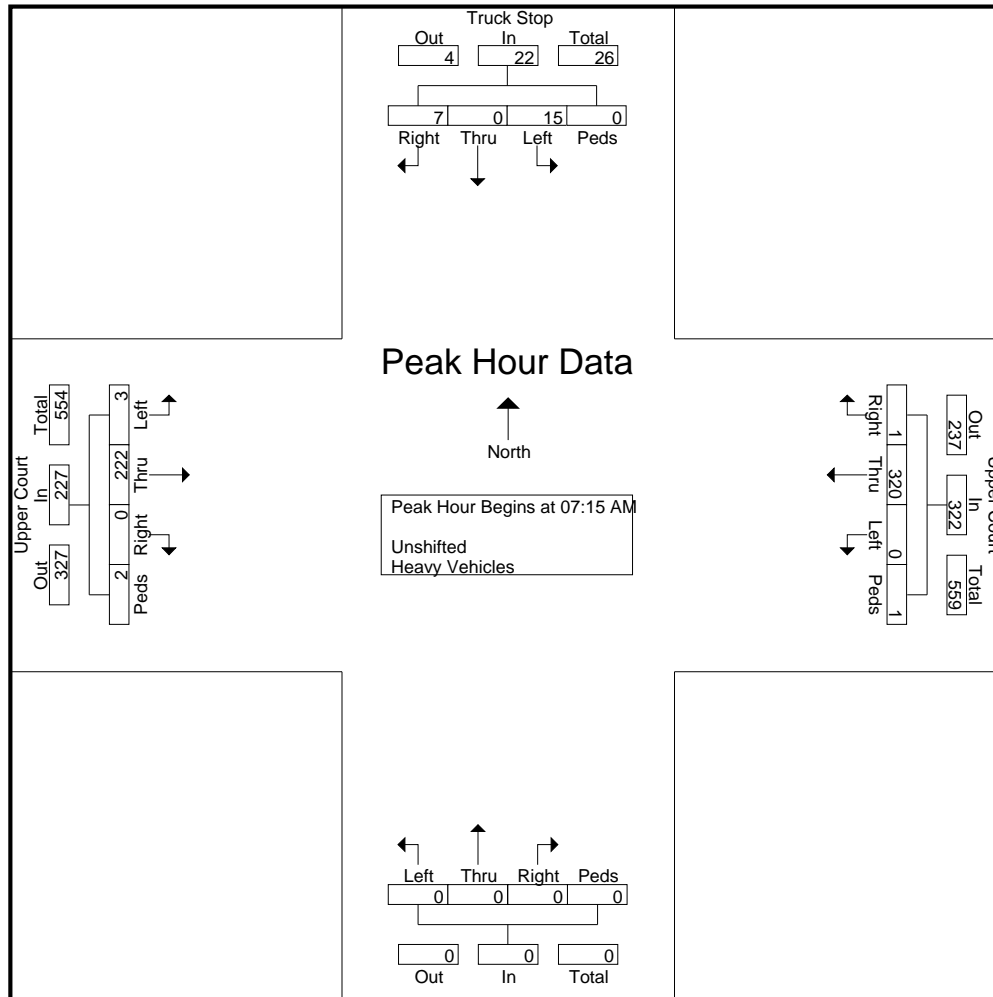 Truck Stop
Out In Total
4 22 26
7 0 15 0
Right Thru Left Peds
Peak Hour Data
North
Peak Hour Begins at 07:15 AM
Unshifted
Heavy Vehicles
Upper Court
Total In Out
554 227 327
3 222 0 2
Left Thru Right Peds
Right Thru Left Peds
1 320 0 1
237 322 559
Out In Total
Upper Court
Left Thru Right Peds
0 0 0 0
0 0 0
Out In Total